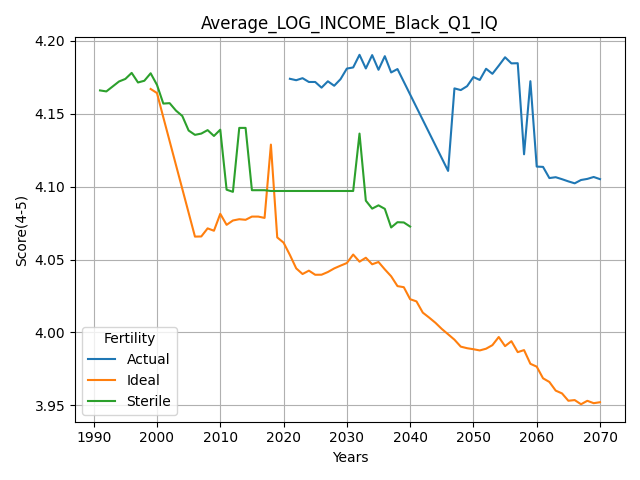 Average_LOG_INCOME_Black_Q1_IQ
Score(4-5)
4.20
4.15
4.10
4.05
4.00
3.95
Fertility
Actual
Ideal
Sterile
1990 2000 2010 2020 2030 2040 2050 2060 2070
Years